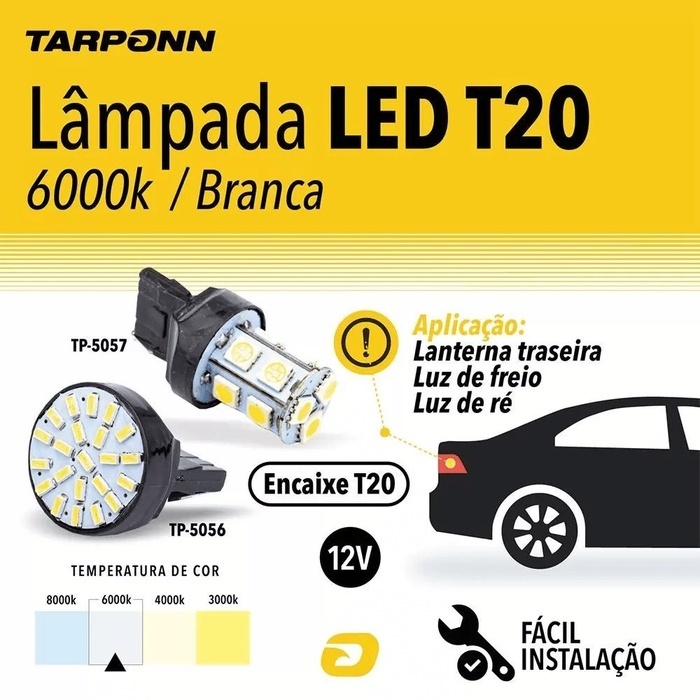 TARPONN
Lâmpada LED T20
6000k / Branca
TP-5057
TP-5056
Aplicação:
Lanterna traseira
Luz de freio
Luz de ré
Encaixe T20
12V
TEMPERATURA DE COR
8000k 6000k 4000k 3000k
FÁCIL
INSTALAÇÃO